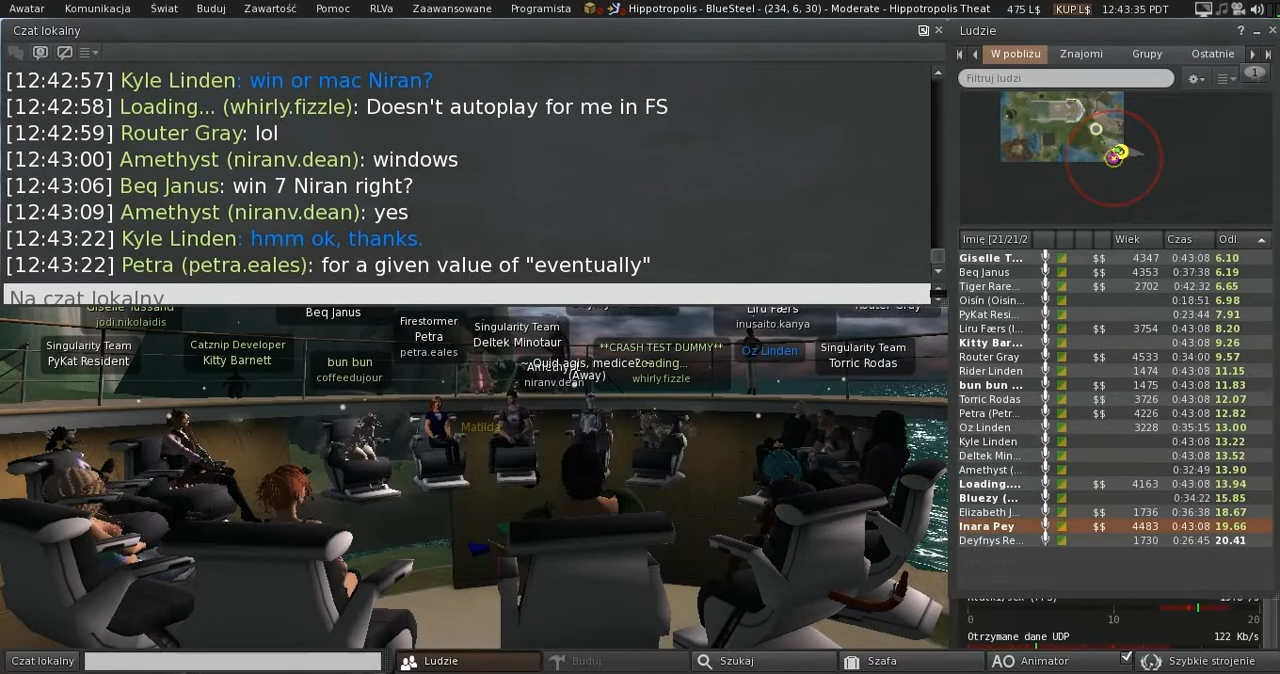 Awatar Komunikacja Świat Buduj Zawartość Pomoc RLVa Zaawansowane Programista Hippotropolis - BlueSteel - (234, 6, 30) - Moderate - Hippotropolis Theat 475 L$ KUP L$ 12:43:35 PDT
Czat lokalny
[12:42:57] Kyle Linden: win or mac Niran?
[12:42:58] Loading... (whirly.fizzle): Doesn't autoplay for me in FS
[12:42:59] Router Gray: lol
[12:43:00] Amethyst (niranv.dean): windows
[12:43:06] Beq Janus: win 7 Niran right?
[12:43:09] Amethyst (niranv.dean): yes
[12:43:22] Kyle Linden: hmm ok, thanks.
[12:43:22] Petra (petra.eales): for a given value of "eventually"
Na czat lokalny
jodi.nikolaidis
Singularity Team
PyKat Resident
Catznip Developer
Kitty Barnett
Beq Janus
bun bun
coffeedujour
Firestormer
Petra
petra.eales
Singularity Team
Deltek Minotaur
~Quid agis, medice?~
(Away)
niranv.dean
**CRASH TEST DUMMY**
Loading...
whirly.fizzle
Liru Færs
inusaito.kanya
Oz Linden
Router Gray
Singularity Team
Torric Rodas
Matilda
Ludzie
W pobliżu Znajomi Grupy Ostatnie
Filtruj ludzi
1
Imię [21/21/2 Wiek Czas Odl.
Giselle T... $$ 4347 0:43:08 6.10
Beq Janus $$ 4353 0:37:38 6.19
Tiger Rare... $$ 2702 0:42:32 6.65
Oisín (Oisin... 0:18:51 6.98
PyKat Resi... 0:23:44 7.91
Liru Færs (I... $$ 3754 0:43:08 8.20
Kitty Bar... 0:43:08 9.26
Router Gray $$ 4533 0:34:00 9.57
Rider Linden 1474 0:43:08 11.15
bun bun ... $$ 1475 0:43:08 11.83
Torric Rodas $$ 3726 0:43:08 12.07
Petra (Petr... $$ 4226 0:43:08 12.82
Oz Linden 3228 0:35:15 13.00
Kyle Linden 0:43:08 13.22
Deltek Min... 0:43:08 13.52
Amethyst (... 0:32:49 13.90
Loading.... $$ 4163 0:43:08 13.94
Bluezy (... 0:34:22 15.85
Elizabeth J... $$ 1736 0:36:38 18.67
Inara Pey $$ 4483 0:43:08 19.66
Deyfnys Re... 1730 0:26:45 20.41
0 10 20
Otrzymane dane UDP 122 Kb/s
Czat lokalny Ludzie Buduj Szukaj Szafa AO Animator Szybkie strojenie